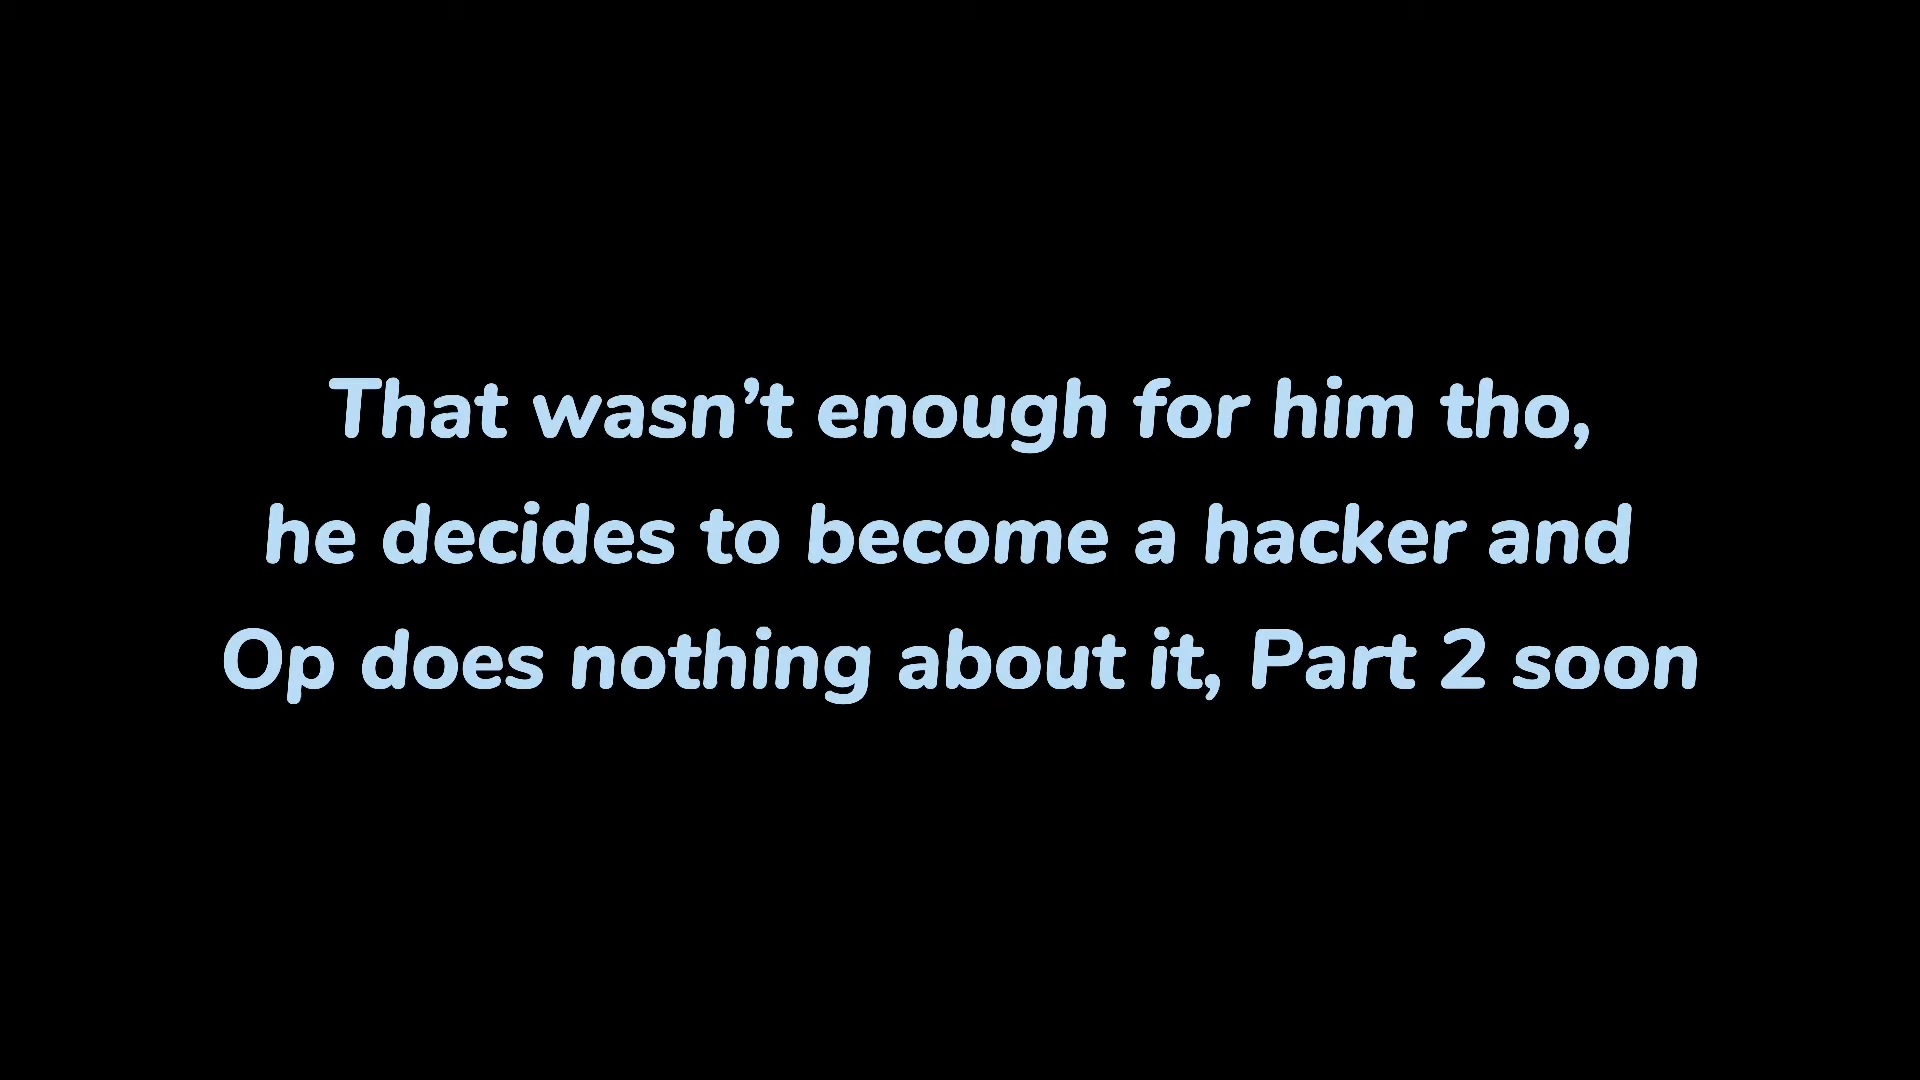 That wasn’t enough for him tho,
he decides to become a hacker and
Op does nothing about it, Part 2 soon